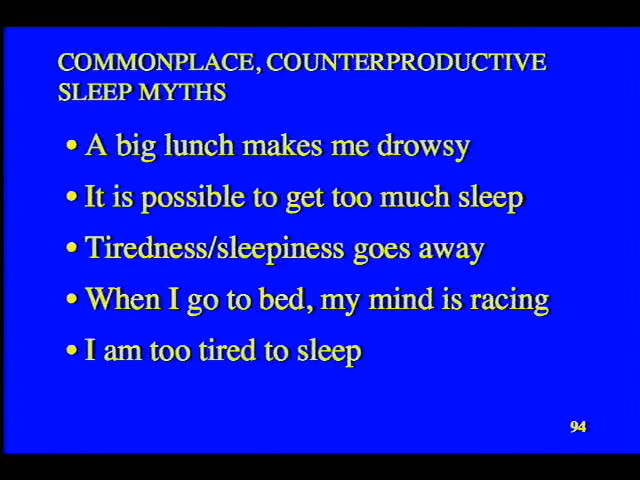 COMMONPLACE, COUNTERPRODUCTIVE
SLEEP MYTHS
• A big lunch makes me drowsy
• It is possible to get too much sleep
• Tiredness/sleepiness goes away
• When I go to bed, my mind is racing
• I am too tired to sleep
94